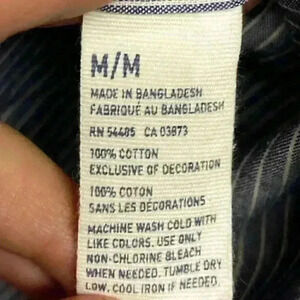 M/M
MADE IN BANGLADESH
FABRIQUÉ AU BANGLADESH
RN 54485 CA 03873
100% COTTON
EXCLUSIVE OF DECORATION
100% COTON
SANS LES DÉCORATIONS
MACHINE WASH COLD WITH
LIKE COLORS. USE ONLY
NON-CHLORINE BLEACH
WHEN NEEDED. TUMBLE DRY
LOW. COOL IRON IF